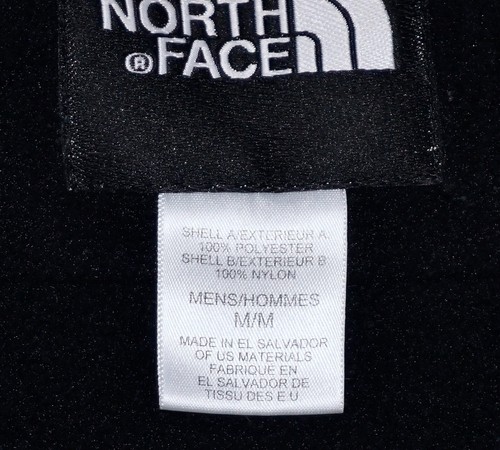 NORTH
® FACE
SHELL A/EXTERIEUR A
100% POLYESTER
SHELL B/EXTERIEUR B
100% NYLON
MENS/HOMMES
M/M
MADE IN EL SALVADOR
OF US MATERIALS
FABRIQUE EN
EL SALVADOR DE
TISSU DES E.U